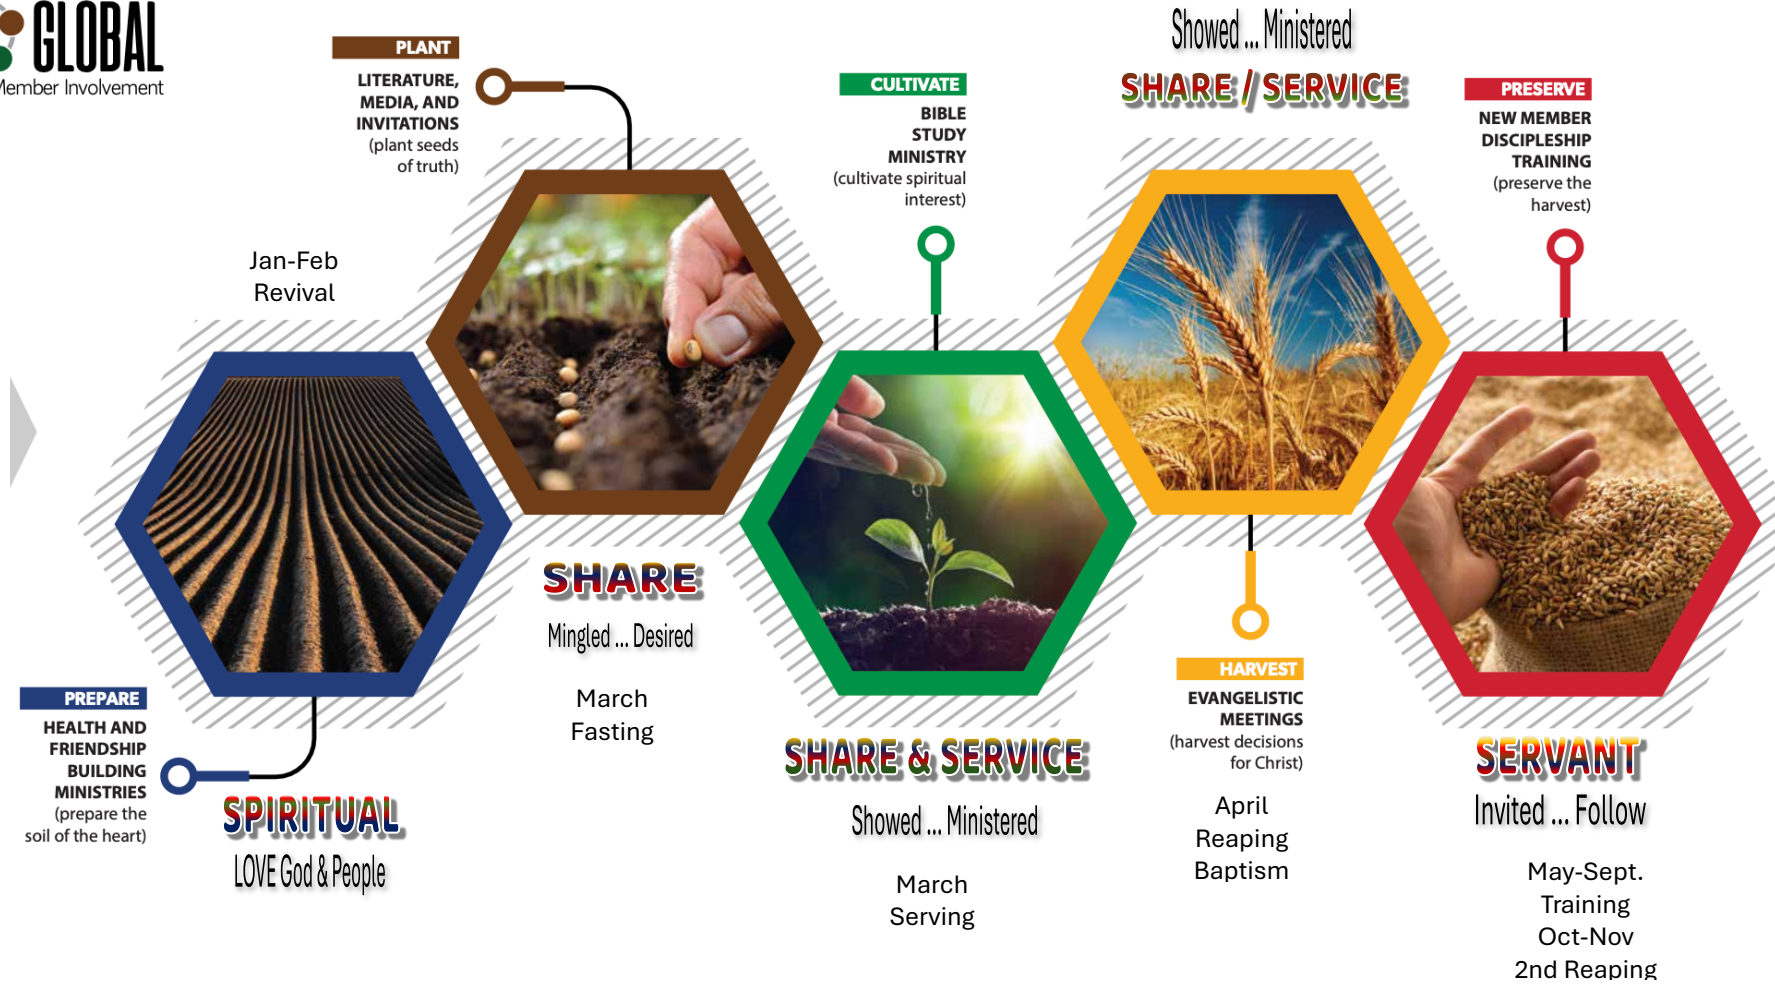 GLOBAL
Member Involvement
PLANT
LITERATURE,
MEDIA, AND
INVITATIONS
(plant seeds
of truth)
Jan-Feb
Revival
PREPARE
HEALTH AND
FRIENDSHIP
BUILDING
MINISTRIES
(prepare the
soil of the heart)
SPIRITUAL
LOVE God & People
SHARE
Mingled ... Desired
March
Fasting
CULTIVATE
BIBLE
STUDY
MINISTRY
(cultivate spiritual
interest)
SHARE & SERVICE
Showed ... Ministered
March
Serving
Showed ... Ministered
SHARE / SERVICE
HARVEST
EVANGELISTIC
MEETINGS
(harvest decisions
for Christ)
April
Reaping
Baptism
PRESERVE
NEW MEMBER
DISCIPLESHIP
TRAINING
(preserve the
harvest)
SERVANT
Invited ... Follow
May-Sept.
Training
Oct-Nov
2nd Reaping